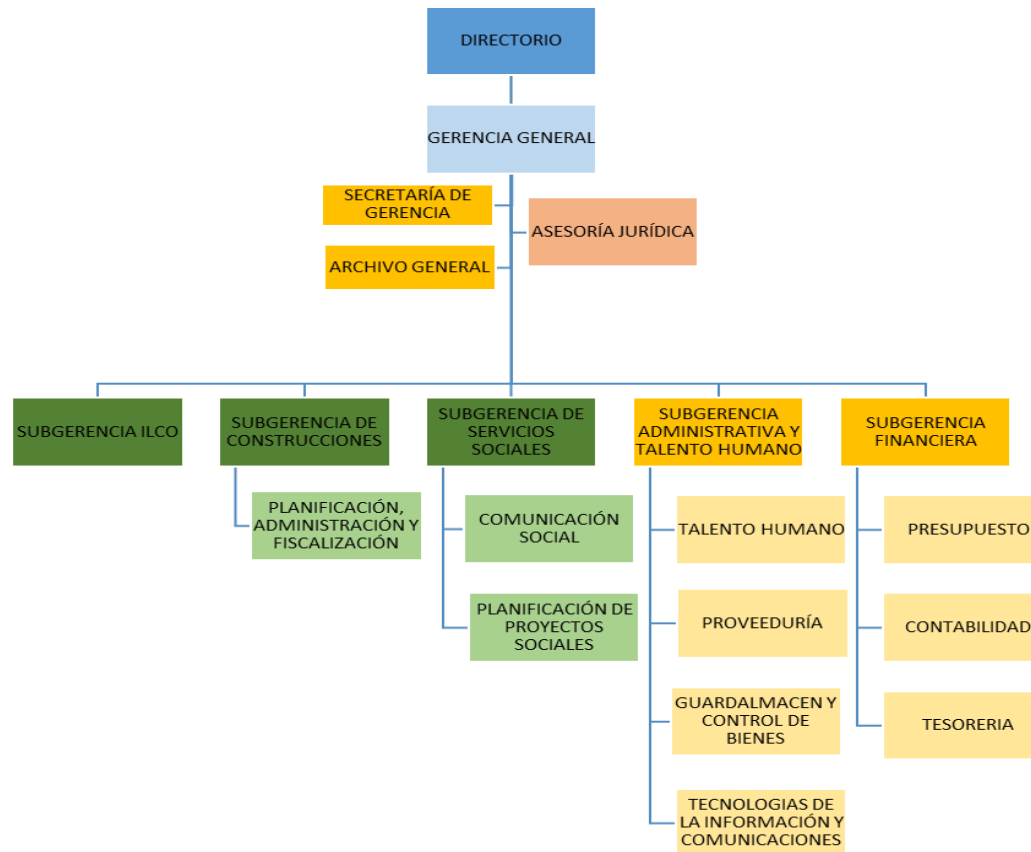 DIRECTORIO
GERENCIA GENERAL
SECRETARÍA DE
GERENCIA
ASESORÍA JURÍDICA
ARCHIVO GENERAL
SUBGERENCIA ILCO
SUBGERENCIA DE
CONSTRUCCIONES
PLANIFICACIÓN,
ADMINISTRACIÓN Y
FISCALIZACIÓN
SUBGERENCIA DE
SERVICIOS
SOCIALES
COMUNICACIÓN
SOCIAL
PLANIFICACIÓN DE
PROYECTOS
SOCIALES
SUBGERENCIA
ADMINISTRATIVA Y
TALENTO HUMANO
TALENTO HUMANO
PROVEEDURÍA
GUARDALMACEN Y
CONTROL DE
BIENES
TECNOLOGIAS DE
LA INFORMACIÓN Y
COMUNICACIONES
SUBGERENCIA
FINANCIERA
PRESUPUESTO
CONTABILIDAD
TESORERIA